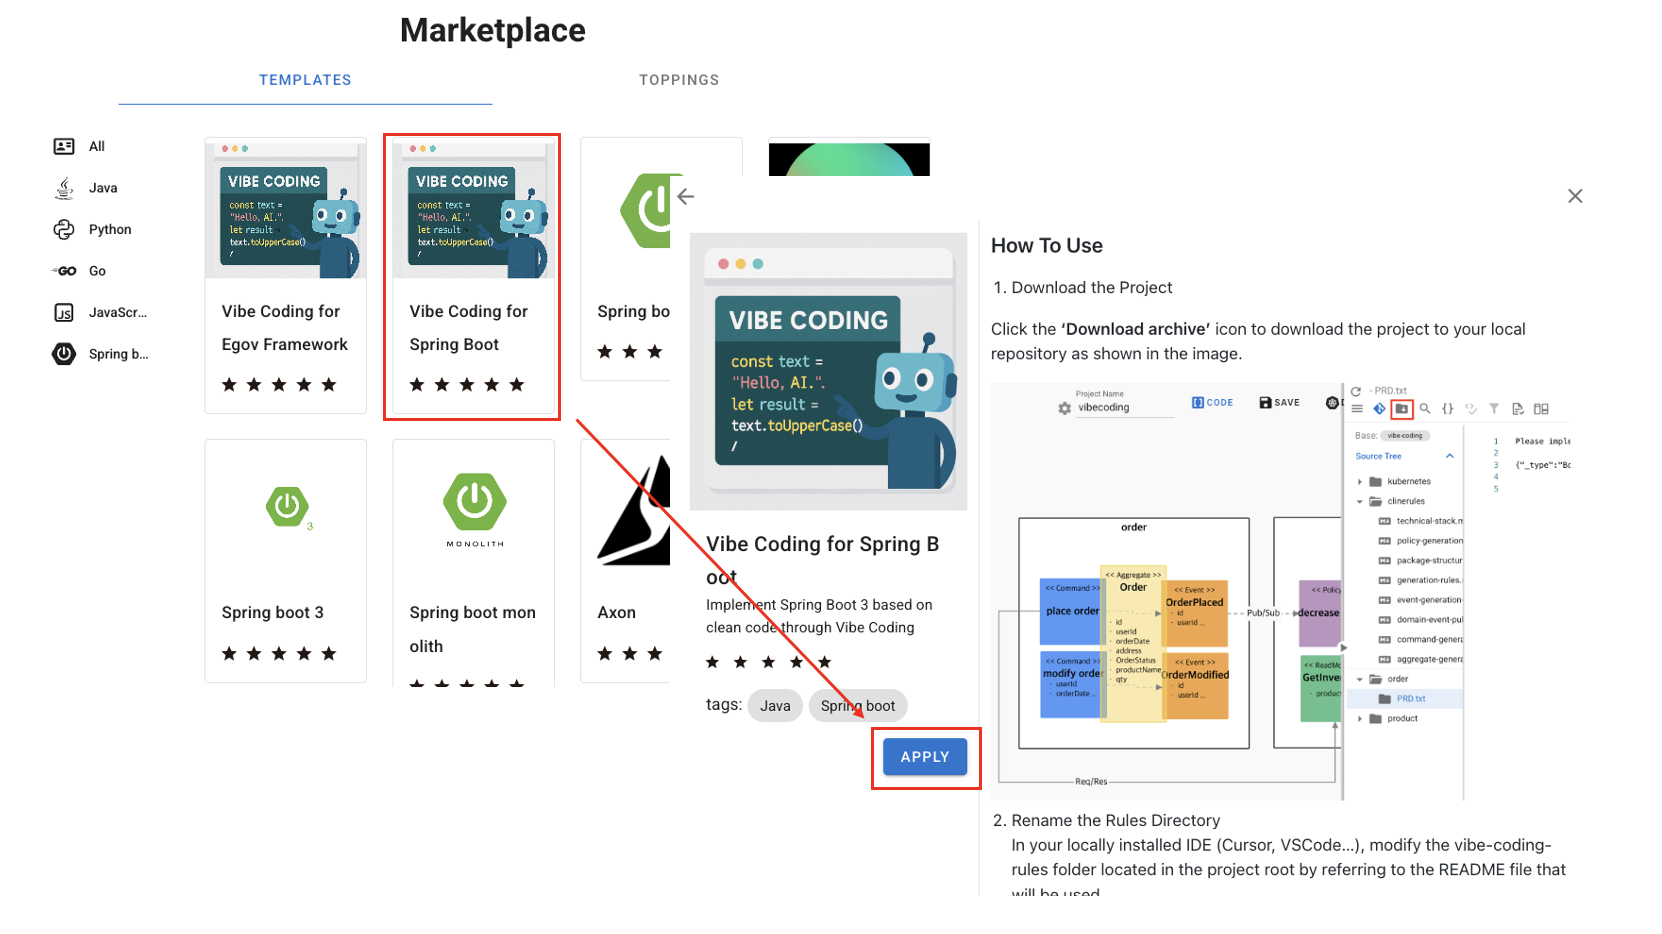 Marketplace
TEMPLATES
TOPPINGS
All
Java
Python
GO
Go
JS
JavaScr...
Spring b...
VIBE CODING
const text =
"Hello, AI.".
let result =
text.toUpperCase()
/
Vibe Coding for
Egov Framework
VIBE CODING
const text =
"Hello, AI.".
let result =
text.toUpperCase()
/
Vibe Coding for
Spring Boot
Spring bo
3
Spring boot 3
MONOLITH
Spring boot mon
olith
Axon
VIBE CODING
const text =
"Hello, AI.".
let result =
text.toUpperCase()
/
Vibe Coding for Spring B
oot
Implement Spring Boot 3 based on
clean code through Vibe Coding
tags: Java Spring boot
APPLY
How To Use
1. Download the Project
Click the ‘Download archive’ icon to download the project to your local
repository as shown in the image.
Project Name
vibecoding
CODE
SAVE
- PRD.txt
Base: vibe-coding
Source Tree
kubernetes
clinerules
technical-stack.m
policy-generation
package-structur
generation-rules.
event-generation-
domain-event-pul
command-genera
aggregate-genera
order
PRD.txt
product
1 Please imple
2
3 {"_type":"Bc
4
5
order
<< Command >>
place order
<< Command >>
modify order
userId
orderDate ...
<< Aggregate >>
Order
id
userId
orderDate
address
OrderStatus
productName
qty
<< Event >>
OrderPlaced
id
userId ...
<< Event >>
OrderModified
id
userId ...
Pub/Sub
<< Policy
decrease
<< ReadMo
GetInver
product
Req/Res
2. Rename the Rules Directory
In your locally installed IDE (Cursor, VSCode...), modify the vibe-coding-
rules folder located in the project root by referring to the README file that
will be used